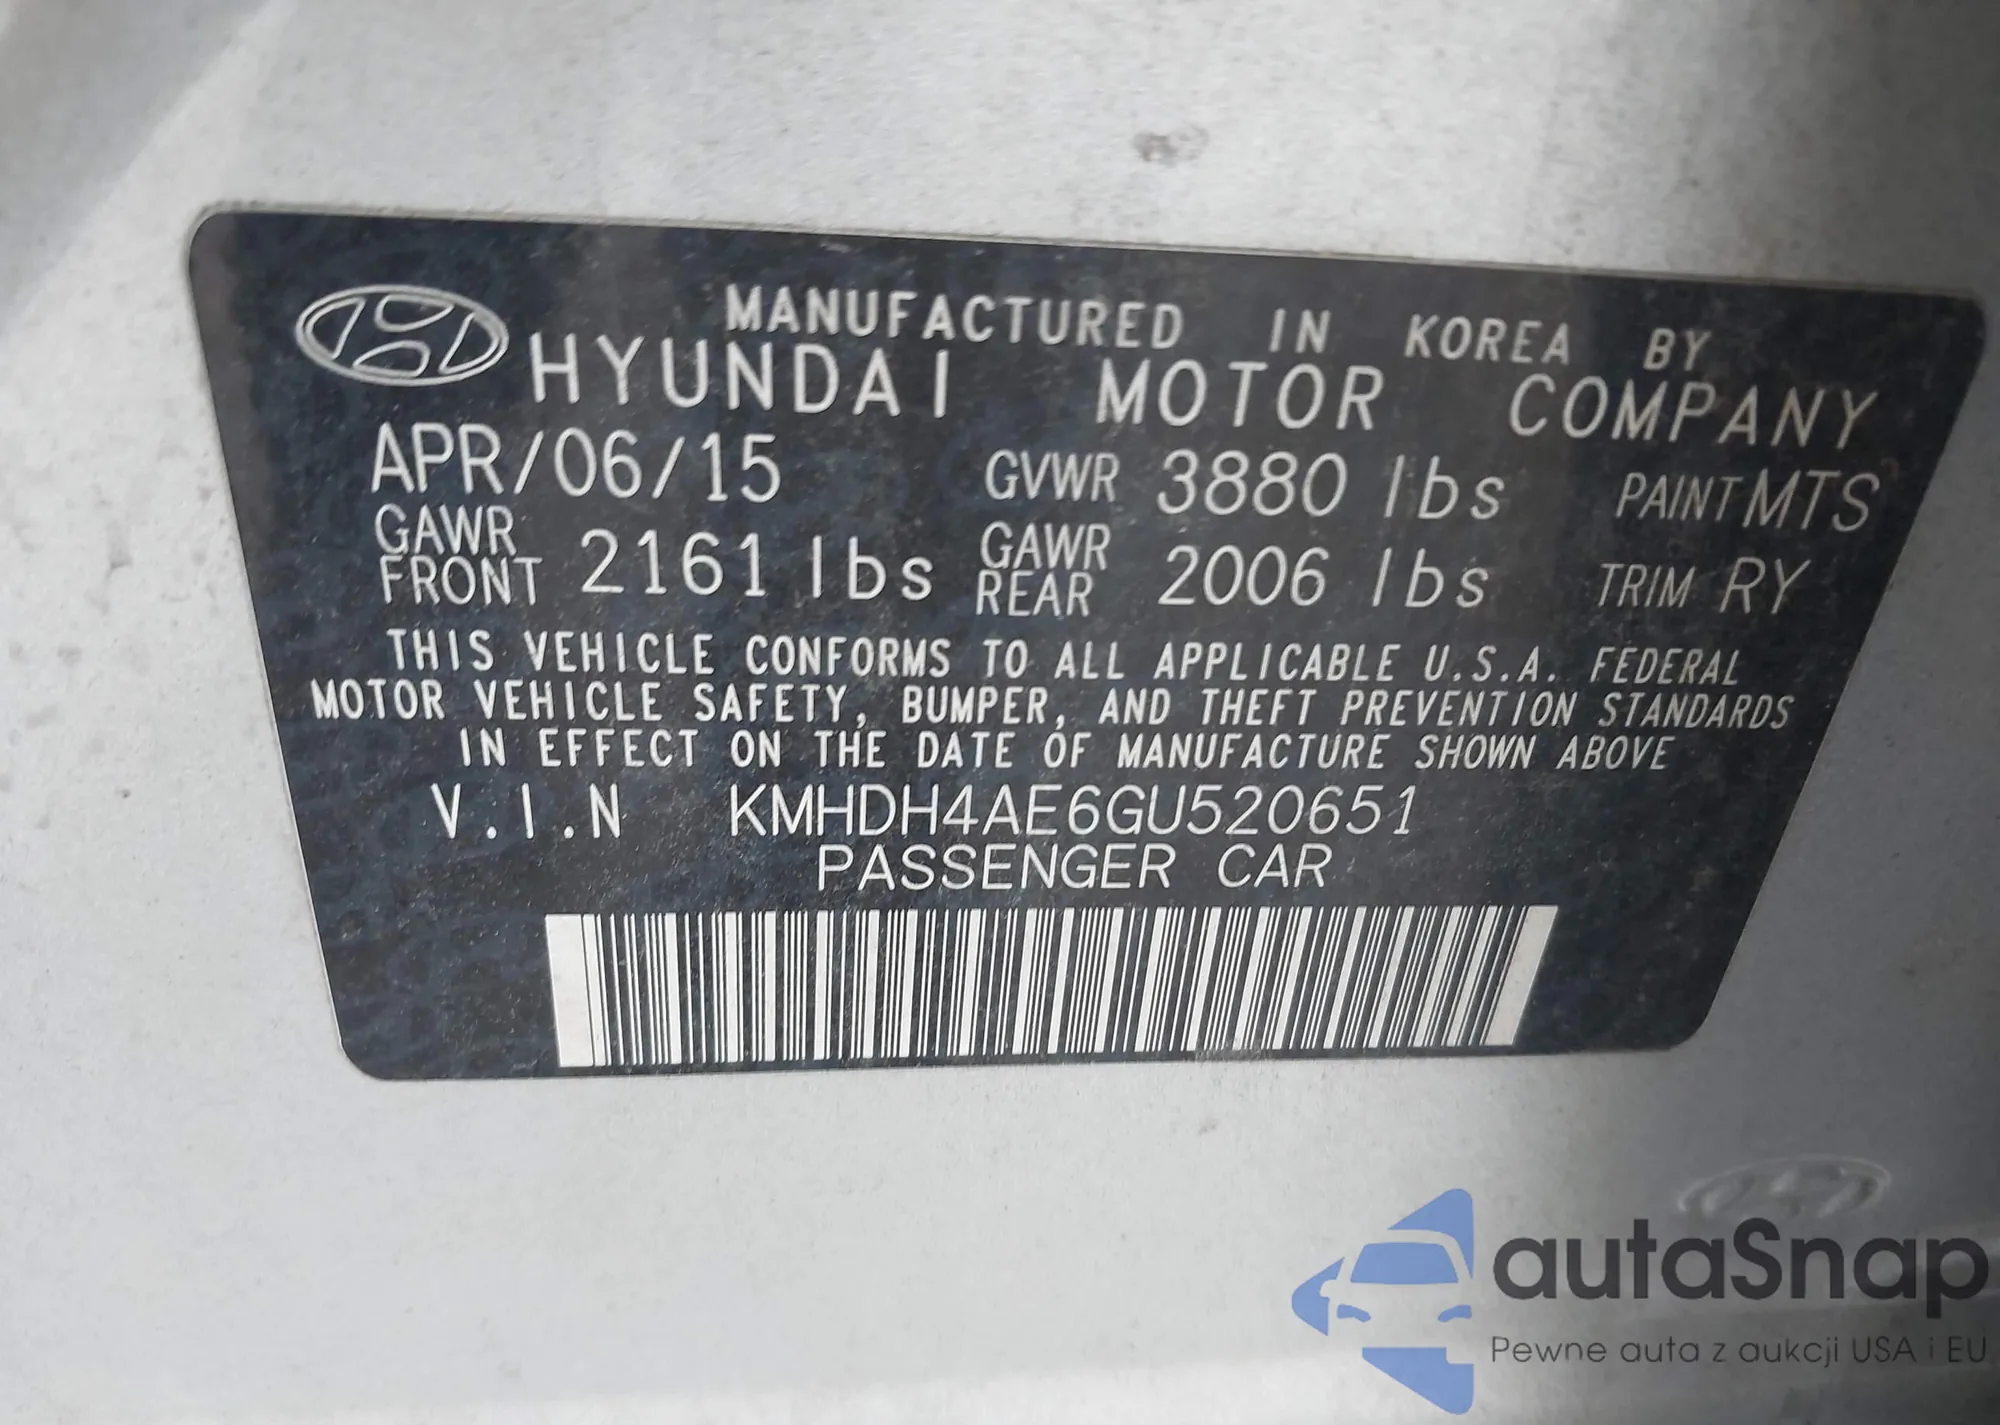 MANUFACTURED IN KOREA BY
HYUNDAI MOTOR COMPANY
APR/06/15 GVWR 3880 lbs PAINT MTS
GAWR FRONT 2161 lbs GAWR REAR 2006 lbs TRIM RY
THIS VEHICLE CONFORMS TO ALL APPLICABLE U.S.A. FEDERAL
MOTOR VEHICLE SAFETY, BUMPER, AND THEFT PREVENTION STANDARDS
IN EFFECT ON THE DATE OF MANUFACTURE SHOWN ABOVE
V.I.N KMHDH4AE6GU520651
PASSENGER CAR
autaSnap
Pewne auta z aukcji USA i EU